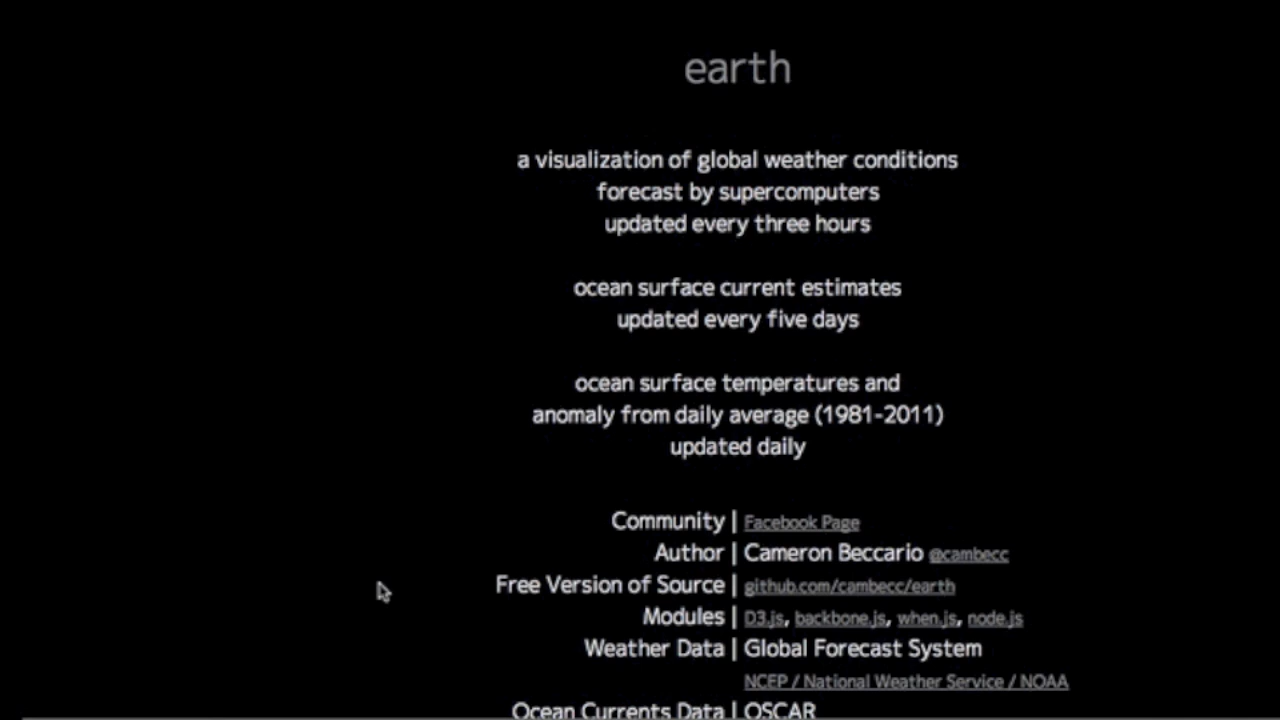 earth
a visualization of global weather conditions
forecast by supercomputers
updated every three hours
ocean surface current estimates
updated every five days
ocean surface temperatures and
anomaly from daily average (1981-2011)
updated daily
Community | Facebook Page
Author | Cameron Beccario @cambecc
Free Version of Source | github.com/cambecc/earth
Modules | D3.js, backbone.js, when.js, node.js
Weather Data | Global Forecast System
NCEP / National Weather Service / NOAA
Ocean Currents Data | OSCAR